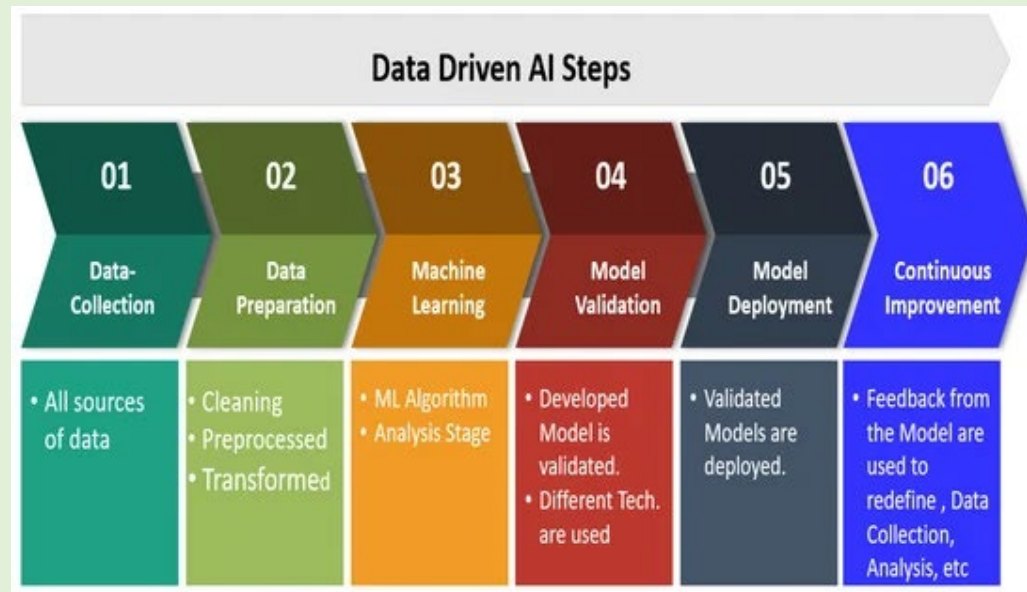 Data Driven AI Steps
01
Data-
Collection
• All sources
of data
02
Data
Preparation
• Cleaning
• Preprocessed
• Transformed
03
Machine
Learning
• ML Algorithm
• Analysis Stage
04
Model
Validation
• Developed
Model is
validated.
• Different Tech.
are used
05
Model
Deployment
• Validated
Models are
deployed.
06
Continuous
Improvement
• Feedback from
the Model are
used to
redefine , Data
Collection,
Analysis, etc